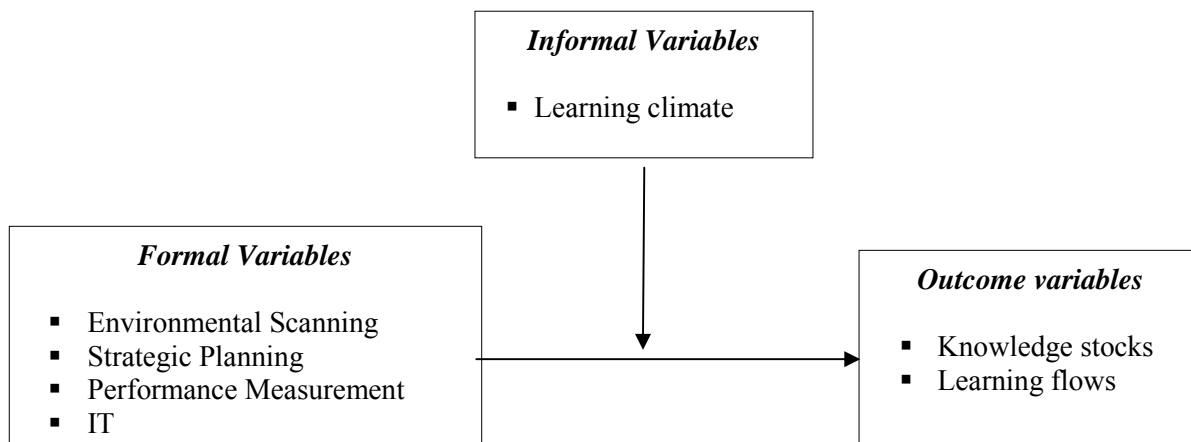 Informal Variables
▪ Learning climate
Formal Variables
▪ Environmental Scanning
▪ Strategic Planning
▪ Performance Measurement
▪ IT
Outcome variables
▪ Knowledge stocks
▪ Learning flows